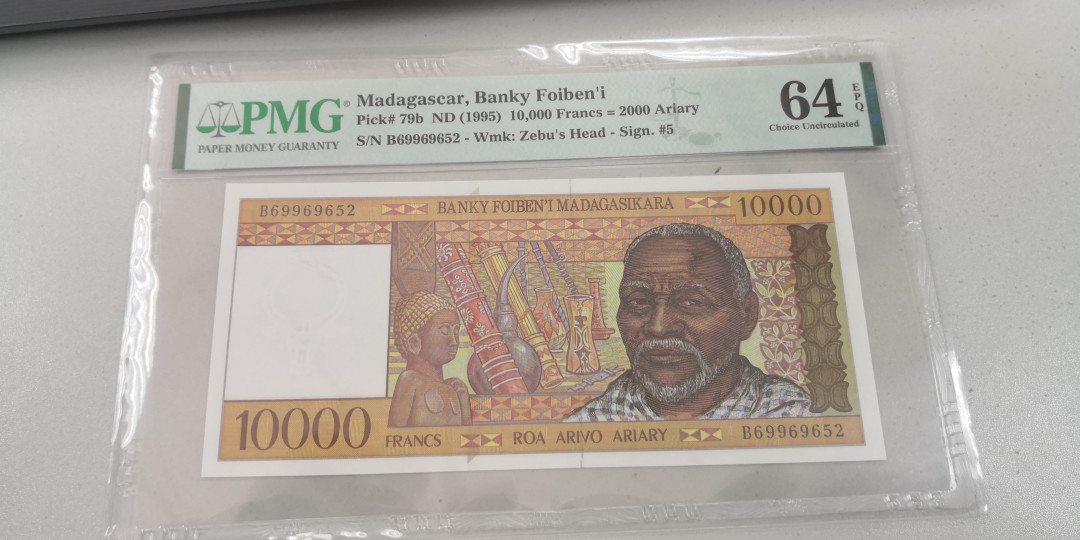 PMG
PAPER MONEY GUARANTY
Madagascar, Banky Foiben'i
Pick# 79b ND (1995) 10,000 Francs = 2000 Ariary
S/N B69969652 - Wmk: Zebu's Head - Sign. #5
64 EPQ
Choice Uncirculated
B69969652 BANKY FOIBEN'I MADAGASIKARA 10000
10000 FRANCS ROA ARIVO ARIARY B69969652